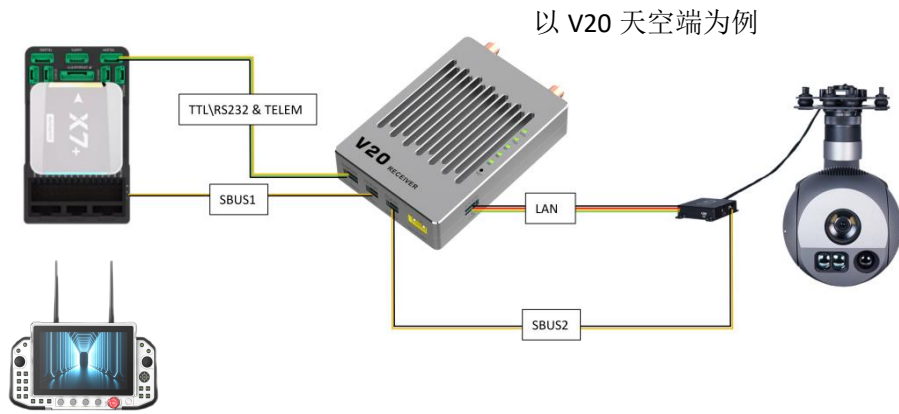 以 V20 天空端为例
TTL\RS232 & TELEM
X7+
V20 RECEIVER
SBUS1
LAN
SBUS2